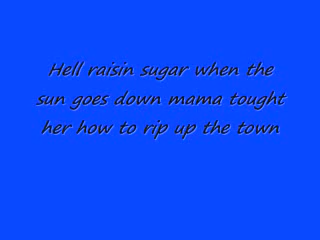 Hell raisin sugar when the
sun goes down mama tought
her how to rip up the town